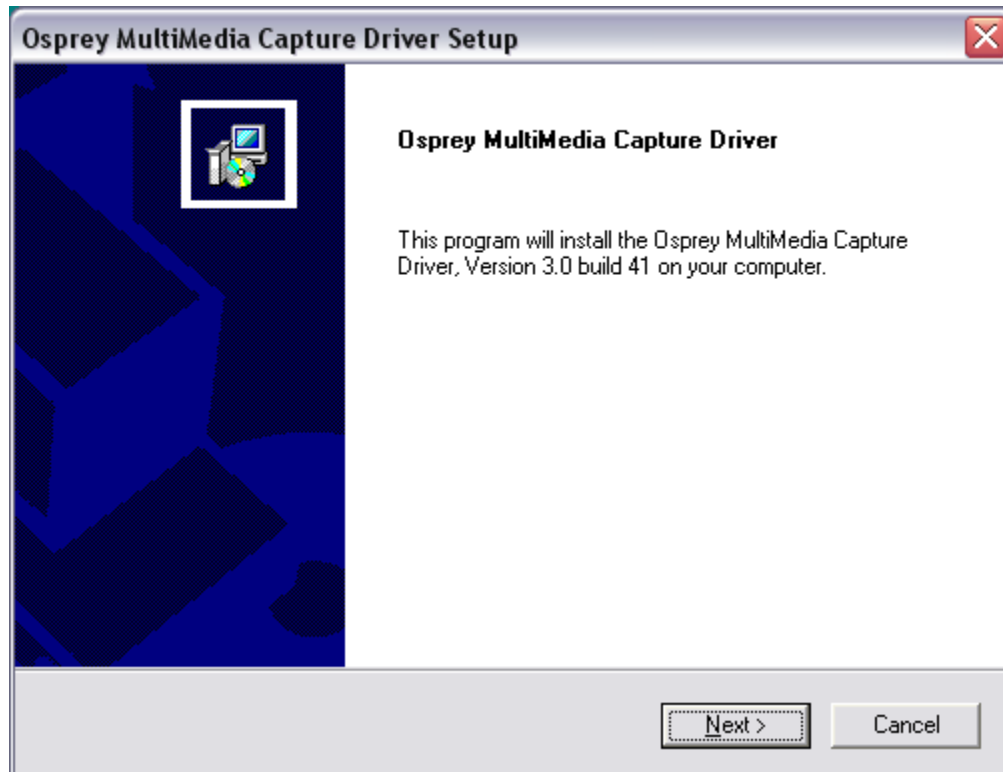 Osprey MultiMedia Capture Driver Setup
Osprey MultiMedia Capture Driver
This program will install the Osprey MultiMedia Capture
Driver, Version 3.0 build 41 on your computer.
Next >
Cancel